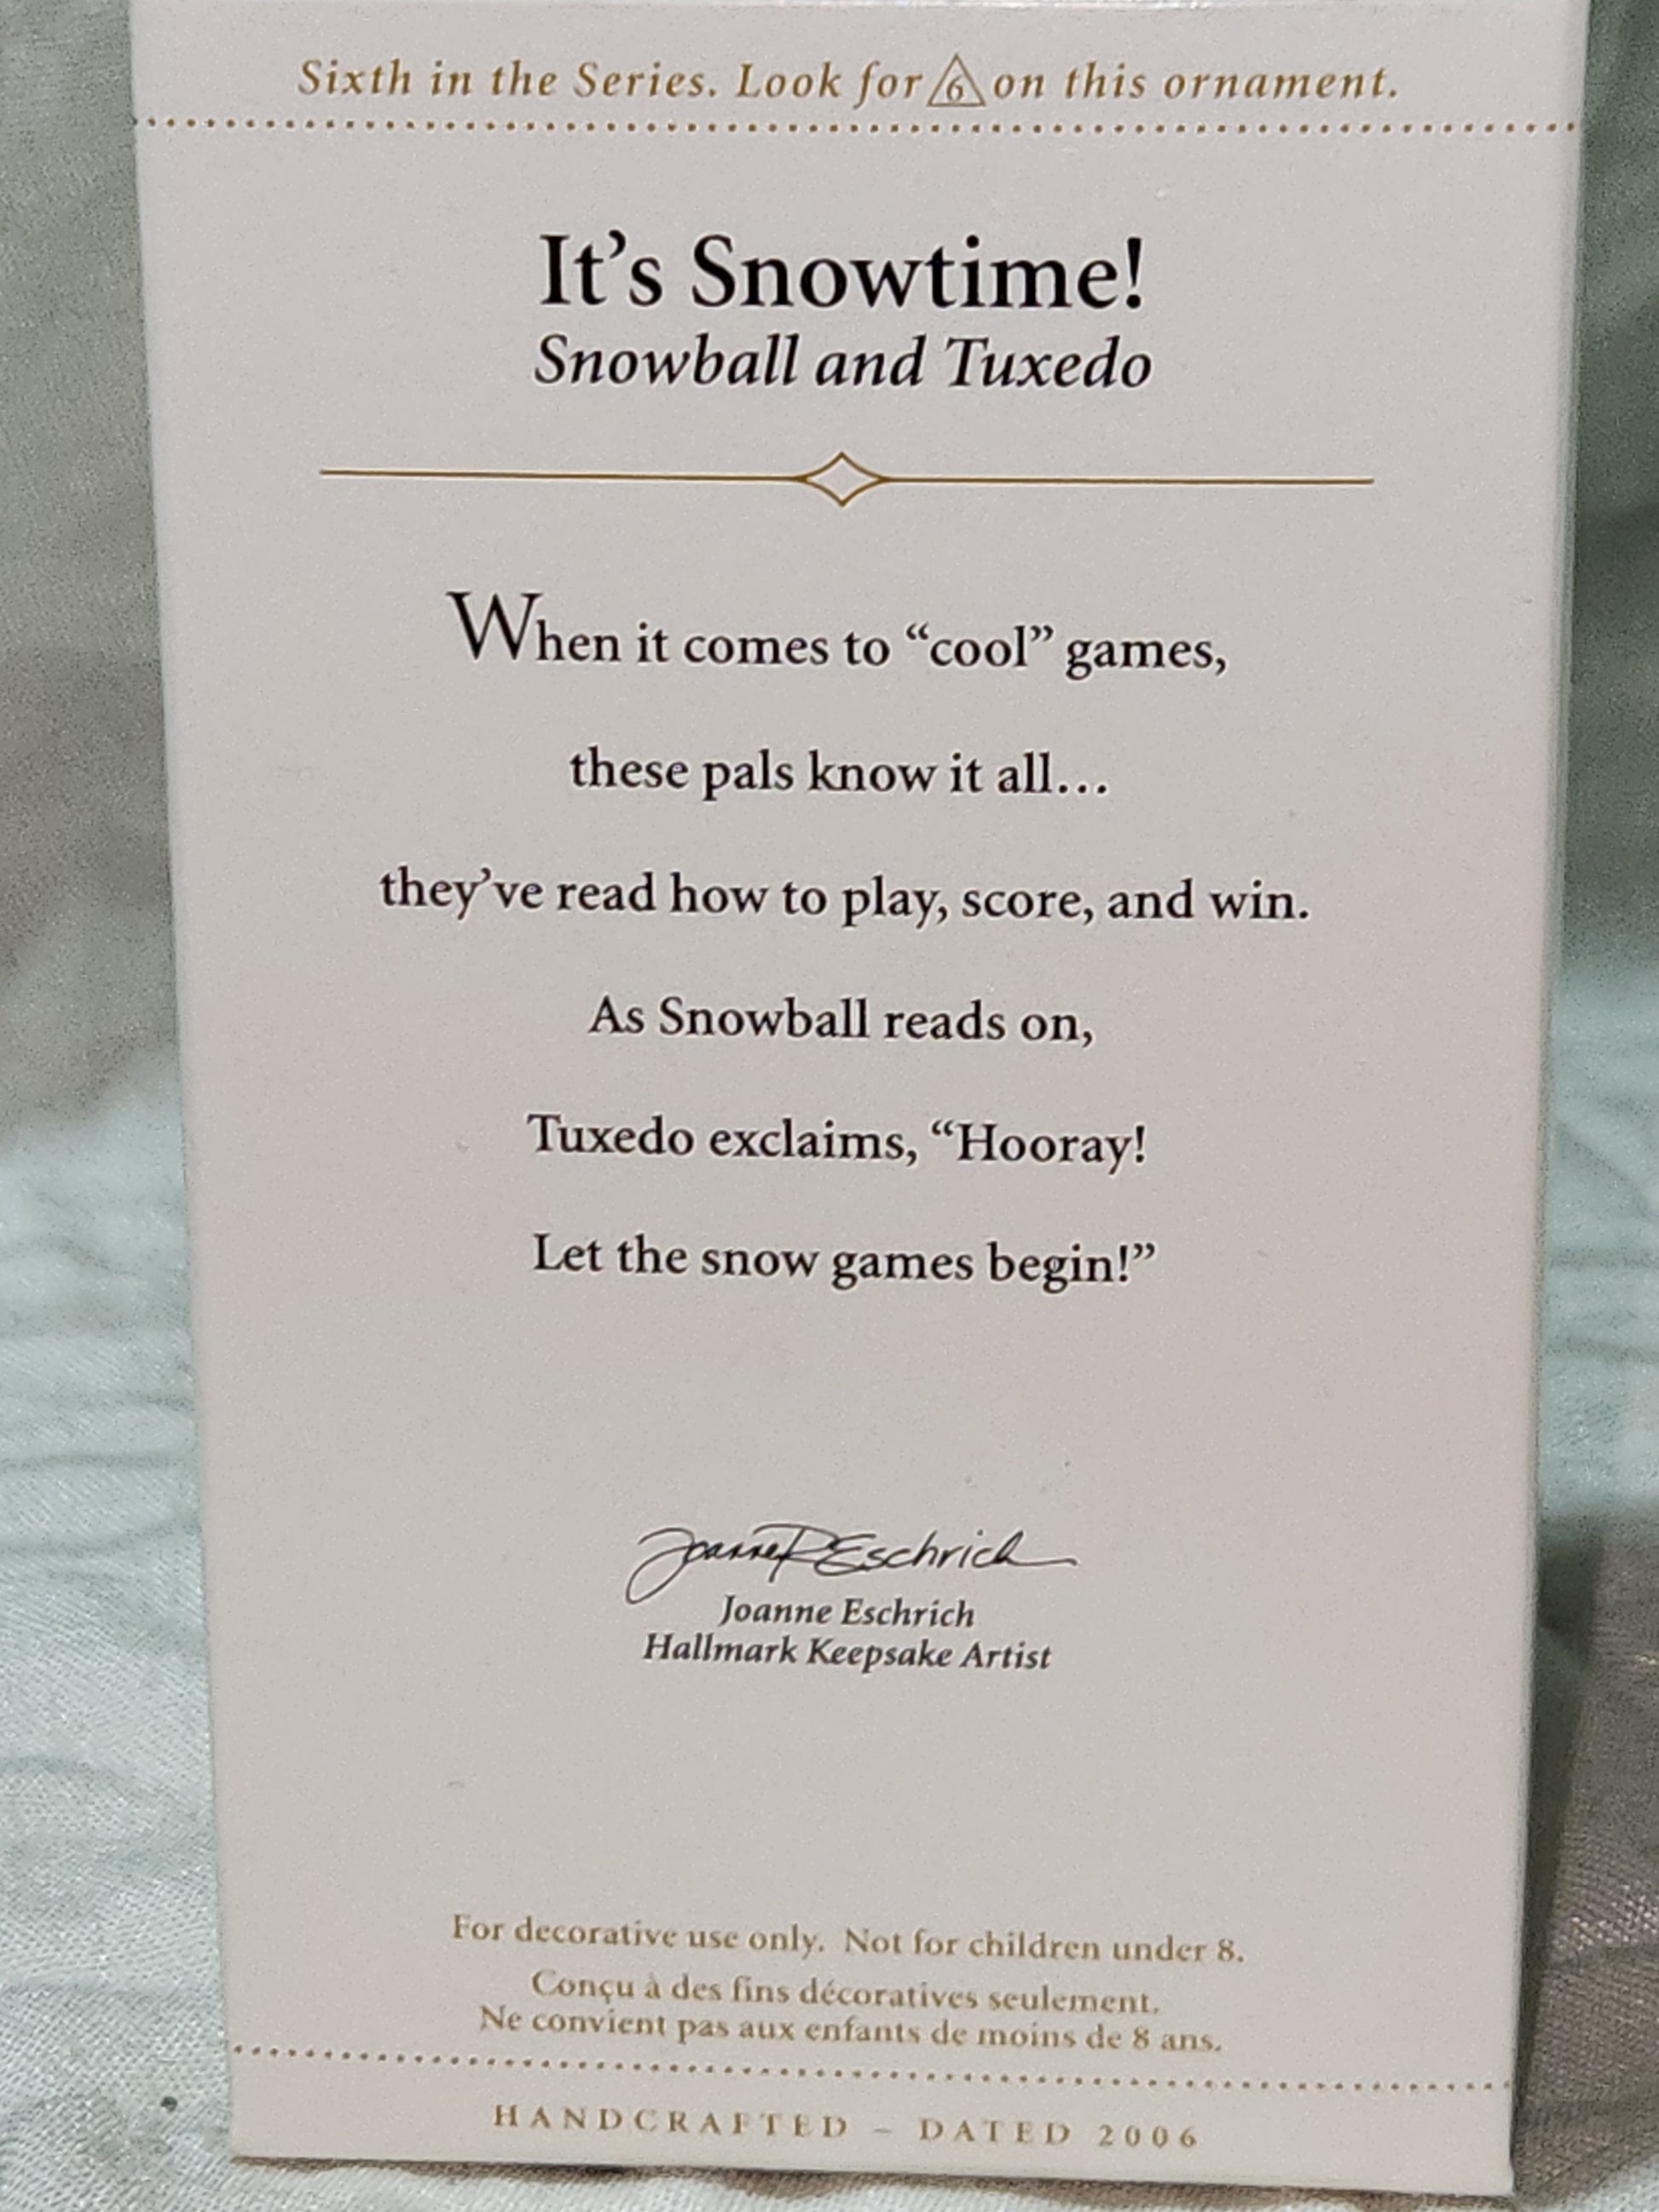 Sixth in the Series. Look for 6 on this ornament.
It's Snowtime!
Snowball and Tuxedo
When it comes to “cool” games,
these pals know it all...
they've read how to play, score, and win.
As Snowball reads on,
Tuxedo exclaims, “Hooray!
Let the snow games begin!”
Joanne P Eschrich
Joanne Eschrich
Hallmark Keepsake Artist
For decorative use only. Not for children under 8.
Conçu à des fins décoratives seulement.
Ne convient pas aux enfants de moins de 8 ans.
HANDCRAFTED – DATED 2006